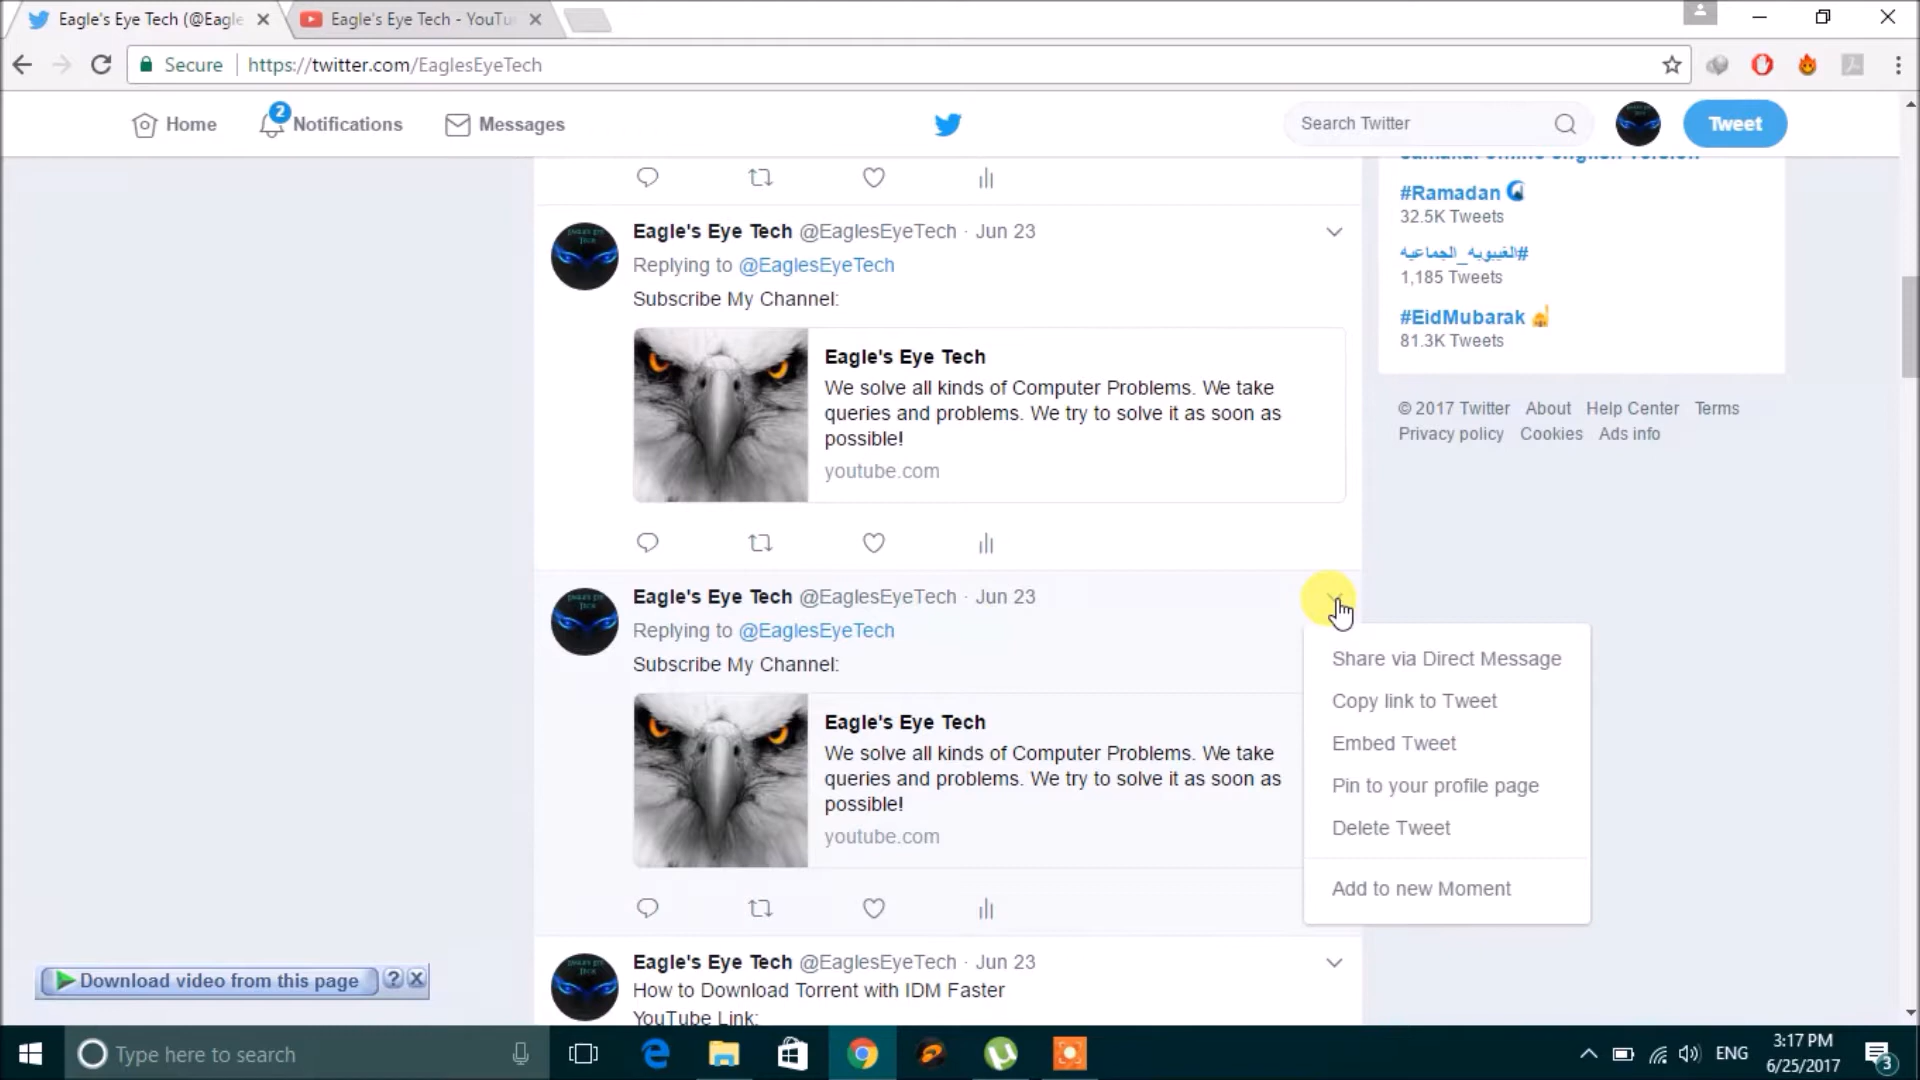 Eagle's Eye Tech (@Eagle
Eagle's Eye Tech - YouTu
Secure
https://twitter.com/EaglesEyeTech
Home
2
Notifications
Messages
Search Twitter
Tweet
#Ramadan
32.5K Tweets
#الغيبوبه_الجماعيه
1,185 Tweets
#EidMubarak
81.3K Tweets
© 2017 Twitter About Help Center Terms
Privacy policy Cookies Ads info
Eagle's Eye Tech @EaglesEyeTech · Jun 23
Replying to @EaglesEyeTech
Subscribe My Channel:
Eagle's Eye Tech
We solve all kinds of Computer Problems. We take
queries and problems. We try to solve it as soon as
possible!
youtube.com
Eagle's Eye Tech @EaglesEyeTech · Jun 23
Replying to @EaglesEyeTech
Subscribe My Channel:
Eagle's Eye Tech
We solve all kinds of Computer Problems. We take
queries and problems. We try to solve it as soon as
possible!
youtube.com
Share via Direct Message
Copy link to Tweet
Embed Tweet
Pin to your profile page
Delete Tweet
Add to new Moment
Eagle's Eye Tech @EaglesEyeTech · Jun 23
How to Download Torrent with IDM Faster
YouTube Link:
Download video from this page
Type here to search
ENG
3:17 PM
6/25/2017
3